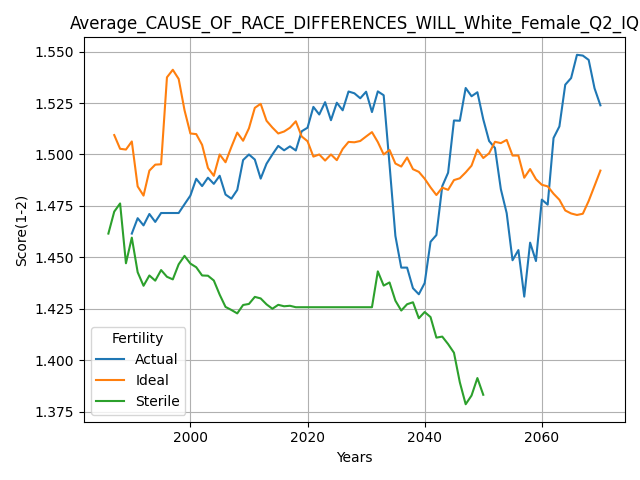 Average_CAUSE_OF_RACE_DIFFERENCES_WILL_White_Female_Q2_IQ
1.550
1.525
1.500
1.475
1.450
1.425
1.400
1.375
Score(1-2)
Fertility
Actual
Ideal
Sterile
2000 2020 2040 2060
Years